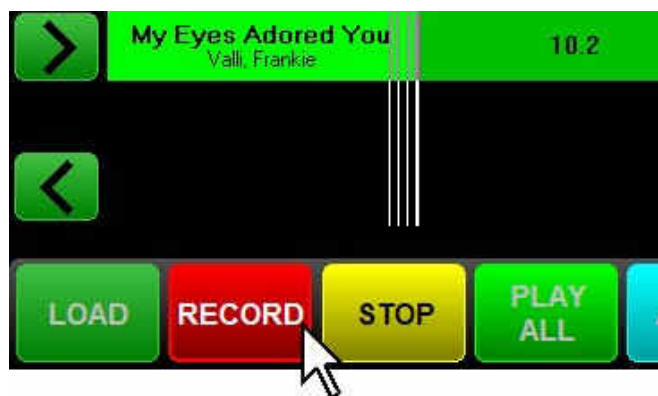 My Eyes Adored You
Valli, Frankie
10.2
LOAD
RECORD
STOP
PLAY
ALL